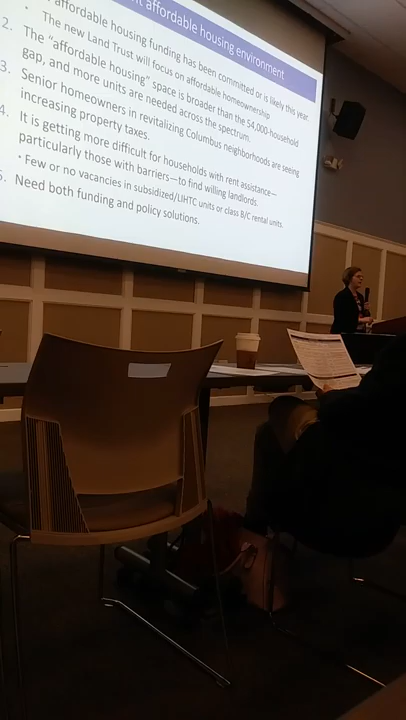 affordable housing environment
affordable housing funding has been committed or is likely this year.
• The new Land Trust will focus on affordable homeownership
2. The “affordable housing” space is broader than the 54,000-household
gap, and more units are needed across the spectrum.
3. Senior homeowners in revitalizing Columbus neighborhoods are seeing
increasing property taxes.
4. It is getting more difficult for households with rent assistance—
particularly those with barriers—to find willing landlords.
• Few or no vacancies in subsidized/LIHTC units or class B/C rental units.
5. Need both funding and policy solutions.